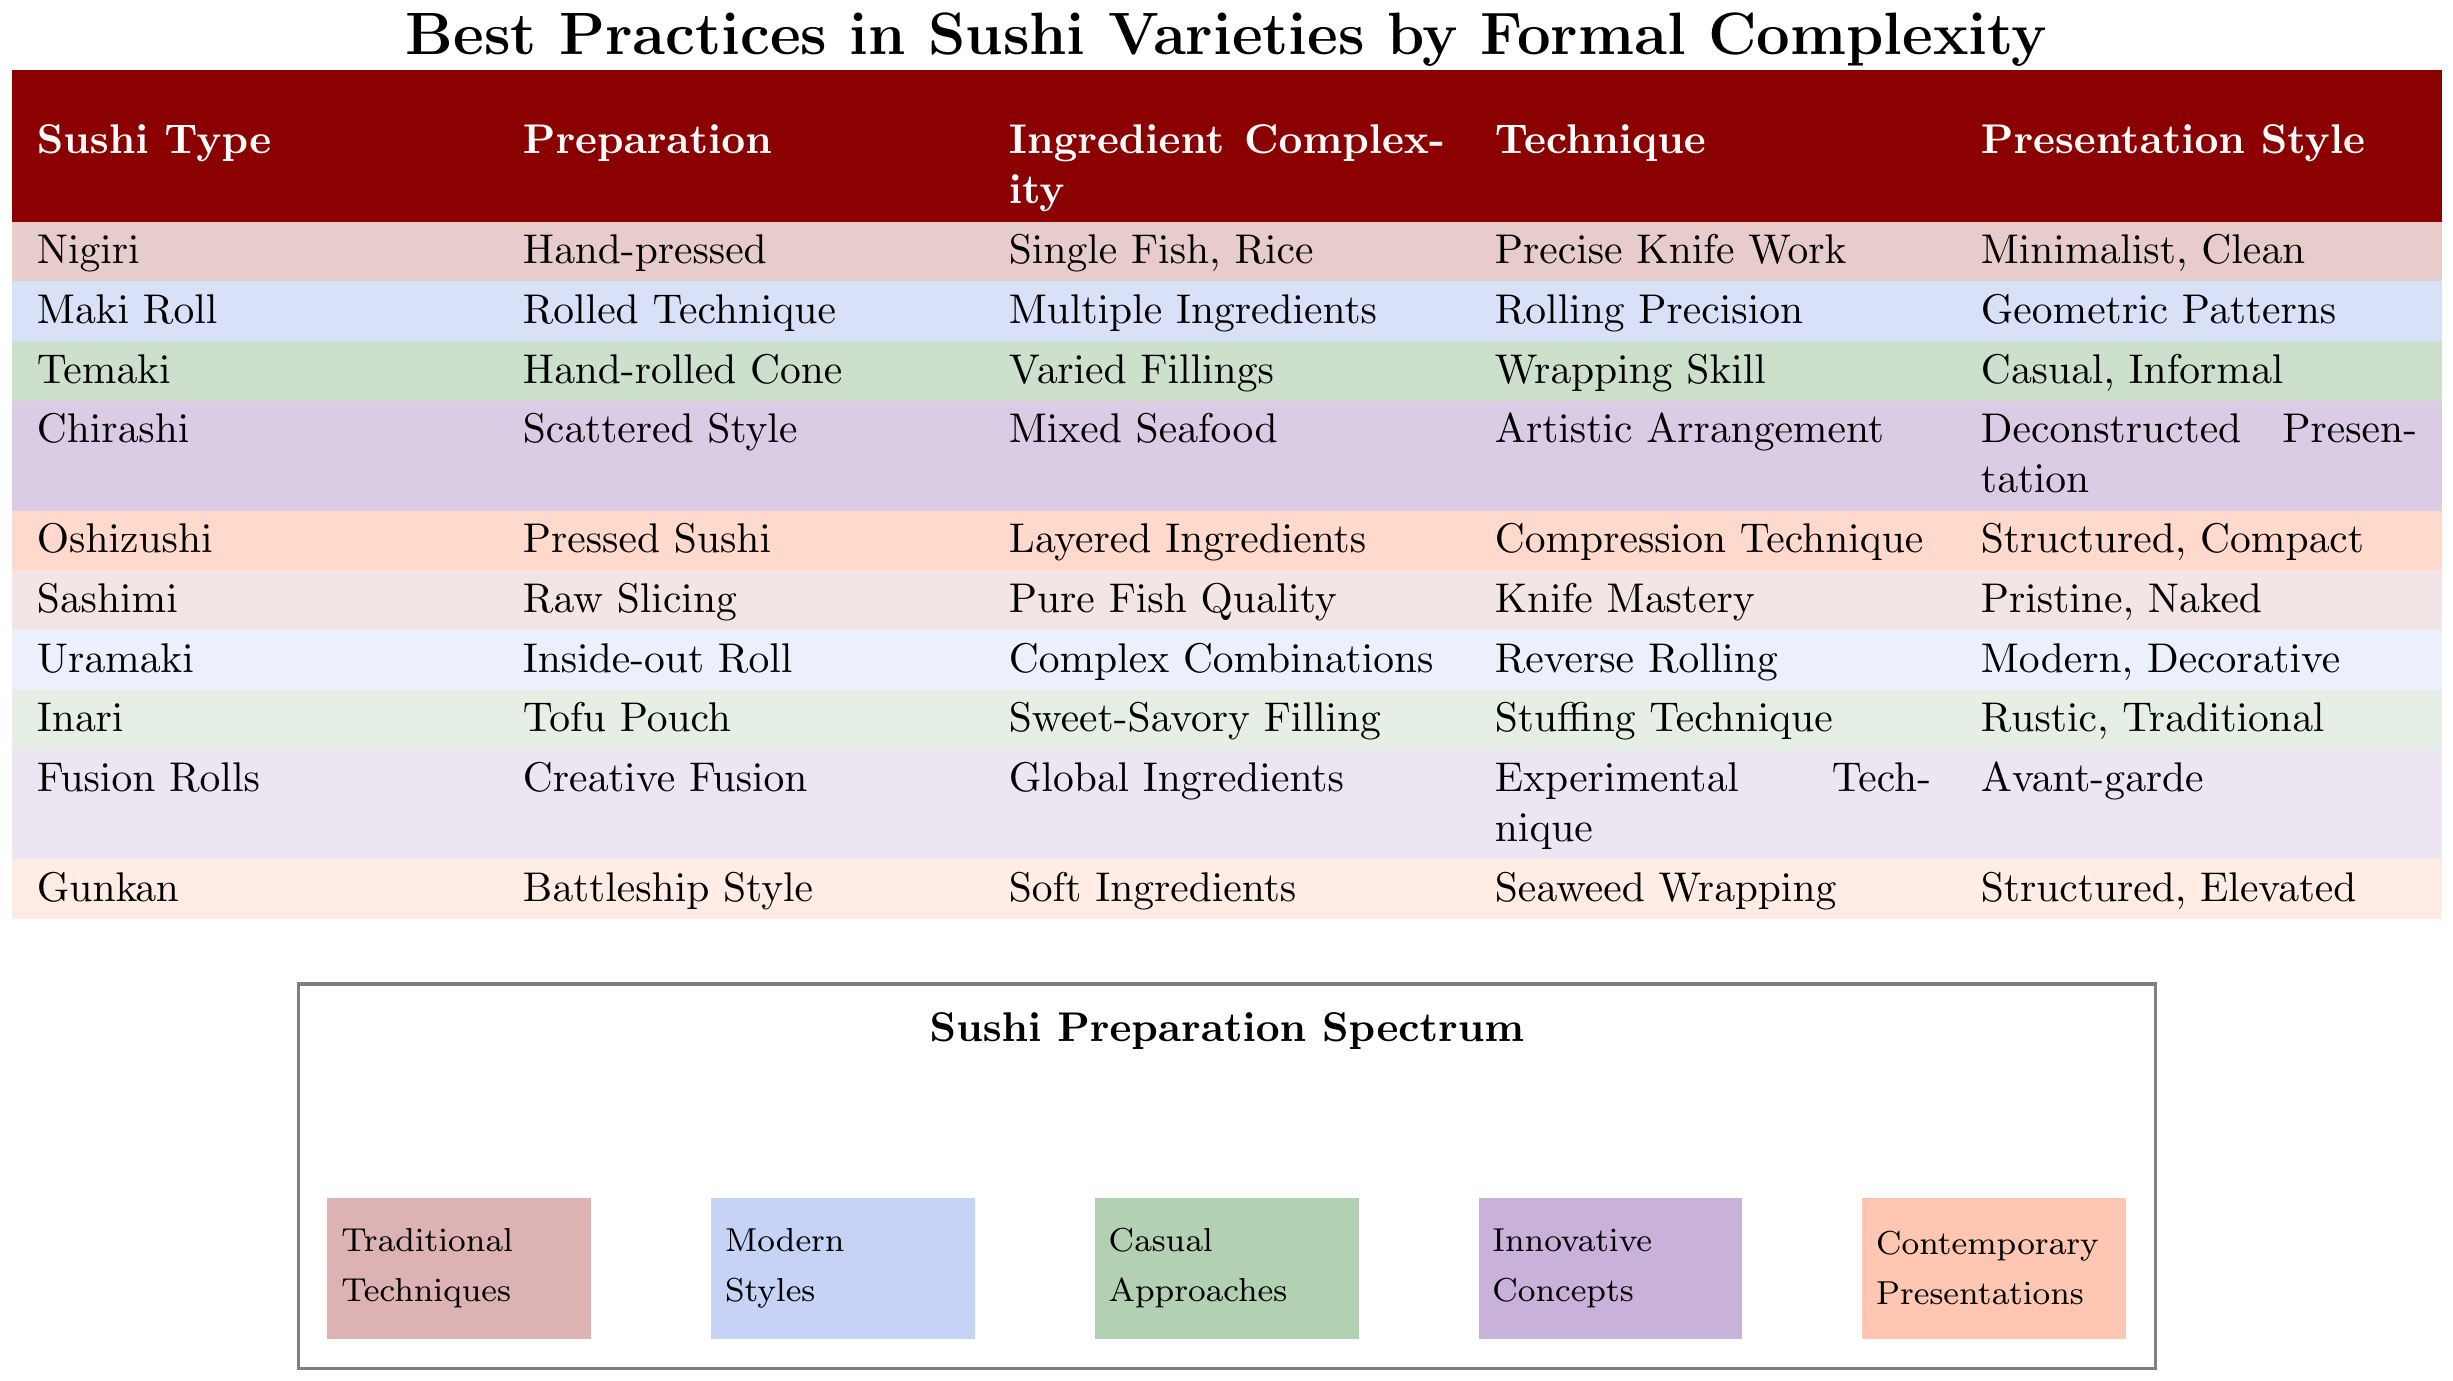 Best Practices in Sushi Varieties by Formal Complexity
Sushi Type Preparation Ingredient Complex- Technique Presentation Style
ity
Nigiri Hand-pressed Single Fish, Rice Precise Knife Work Minimalist, Clean
Maki Roll Rolled Technique Multiple Ingredients Rolling Precision Geometric Patterns
Temaki Hand-rolled Cone Varied Fillings Wrapping Skill Casual, Informal
Chirashi Scattered Style Mixed Seafood Artistic Arrangement Deconstructed Presen-
tation
Oshizushi Pressed Sushi Layered Ingredients Compression Technique Structured, Compact
Sashimi Raw Slicing Pure Fish Quality Knife Mastery Pristine, Naked
Uramaki Inside-out Roll Complex Combinations Reverse Rolling Modern, Decorative
Inari Tofu Pouch Sweet-Savory Filling Stuffing Technique Rustic, Traditional
Fusion Rolls Creative Fusion Global Ingredients Experimental Tech- Avant-garde
nique
Gunkan Battleship Style Soft Ingredients Seaweed Wrapping Structured, Elevated
Sushi Preparation Spectrum
Traditional
Techniques
Modern
Styles
Casual
Approaches
Innovative
Concepts
Contemporary
Presentations